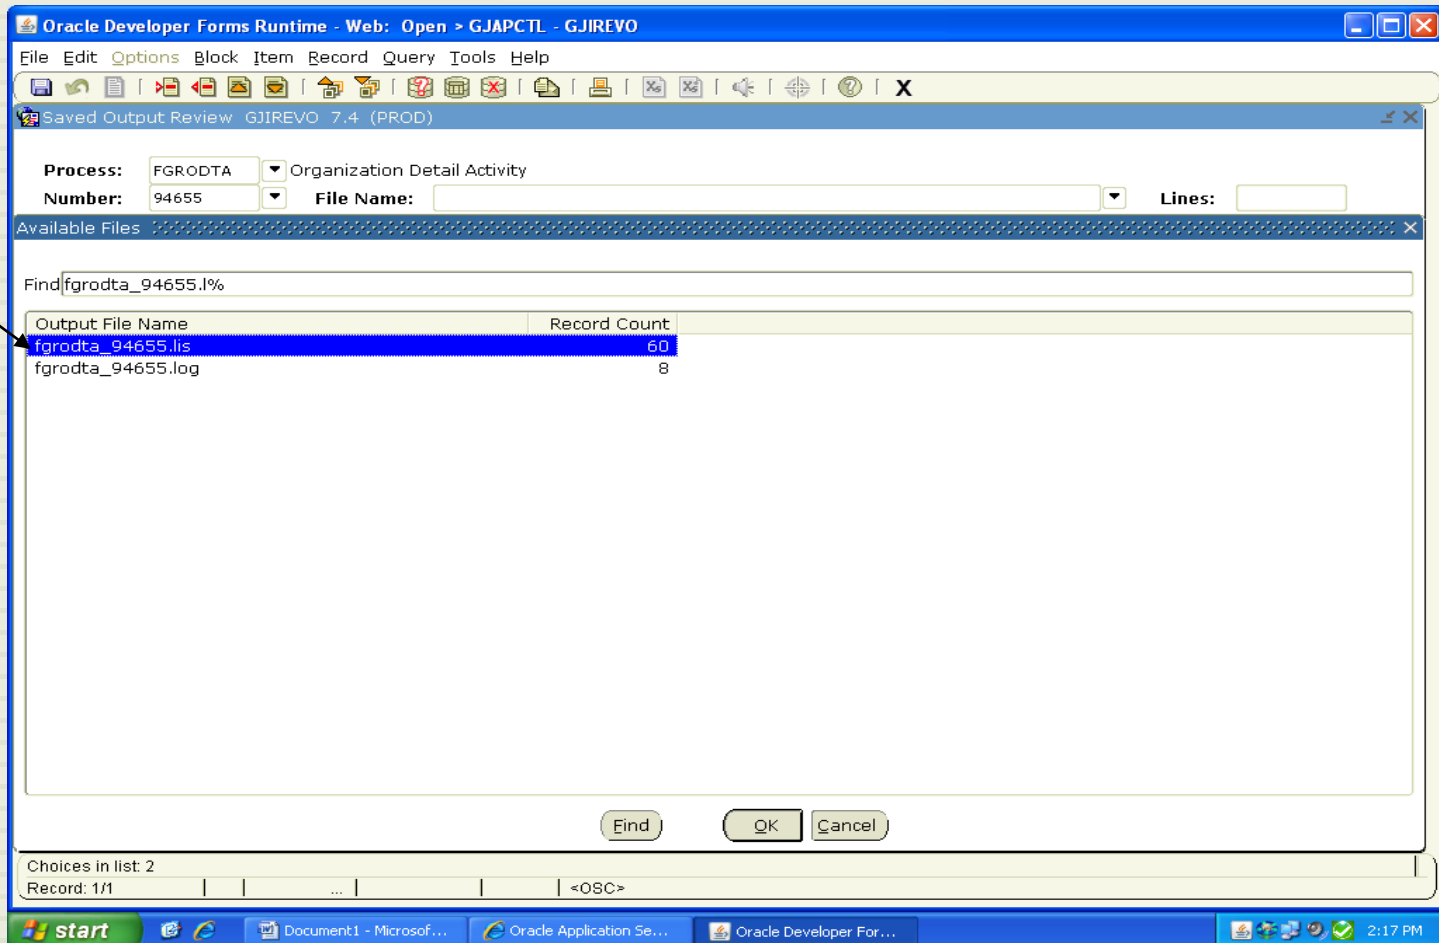 Oracle Developer Forms Runtime - Web: Open > GJAPCTL - GJIREVO
File Edit Options Block Item Record Query Tools Help
X
Saved Output Review GJIREVO 7.4 (PROD)
Process: FGRODTA Organization Detail Activity
Number: 94655 File Name: Lines:
Available Files
Find fgrodta_94655.l%
Output File Name Record Count
fgrodta_94655.lis 60
fgrodta_94655.log 8
Find OK Cancel
Choices in list: 2
Record: 1/1 ... <OSC>
start Document1 - Microsof... Oracle Application Se... Oracle Developer For... 2:17 PM